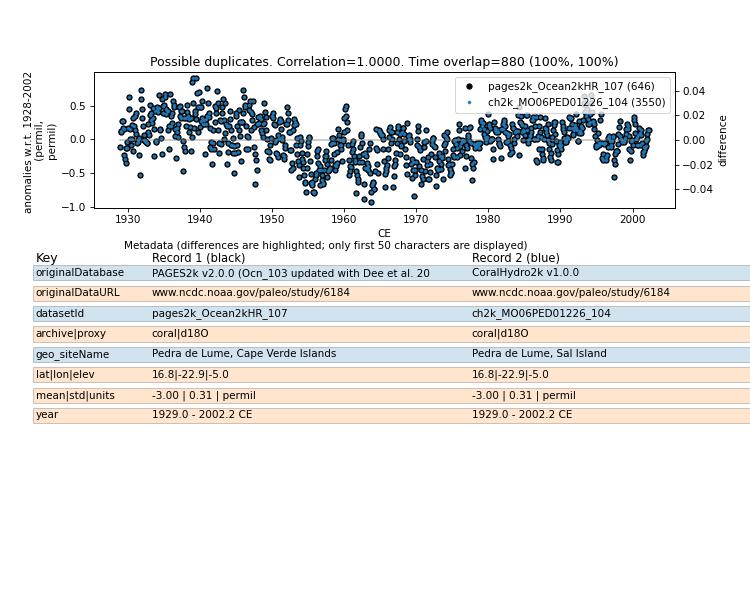 Possible duplicates. Correlation=1.0000. Time overlap=880 (100%, 100%)
anomalies w.r.t. 1928-2002
(permil,
permil)
0.5
0.0
−0.5
−1.0
pages2k_Ocean2kHR_107 (646)
ch2k_MO06PED01226_104 (3550)
0.04
0.02
0.00
−0.02
−0.04
difference
1930 1940 1950 1960 1970 1980 1990 2000
CE
Metadata (differences are highlighted; only first 50 characters are displayed)
Key Record 1 (black) Record 2 (blue)
originalDatabase PAGES2k v2.0.0 (Ocn_103 updated with Dee et al. 20 CoralHydro2k v1.0.0
originalDataURL www.ncdc.noaa.gov/paleo/study/6184 www.ncdc.noaa.gov/paleo/study/6184
datasetId pages2k_Ocean2kHR_107 ch2k_MO06PED01226_104
archive|proxy coral|d18O coral|d18O
geo_siteName Pedra de Lume, Cape Verde Islands Pedra de Lume, Sal Island
lat|lon|elev 16.8|-22.9|-5.0 16.8|-22.9|-5.0
mean|std|units -3.00 | 0.31 | permil -3.00 | 0.31 | permil
year 1929.0 - 2002.2 CE 1929.0 - 2002.2 CE